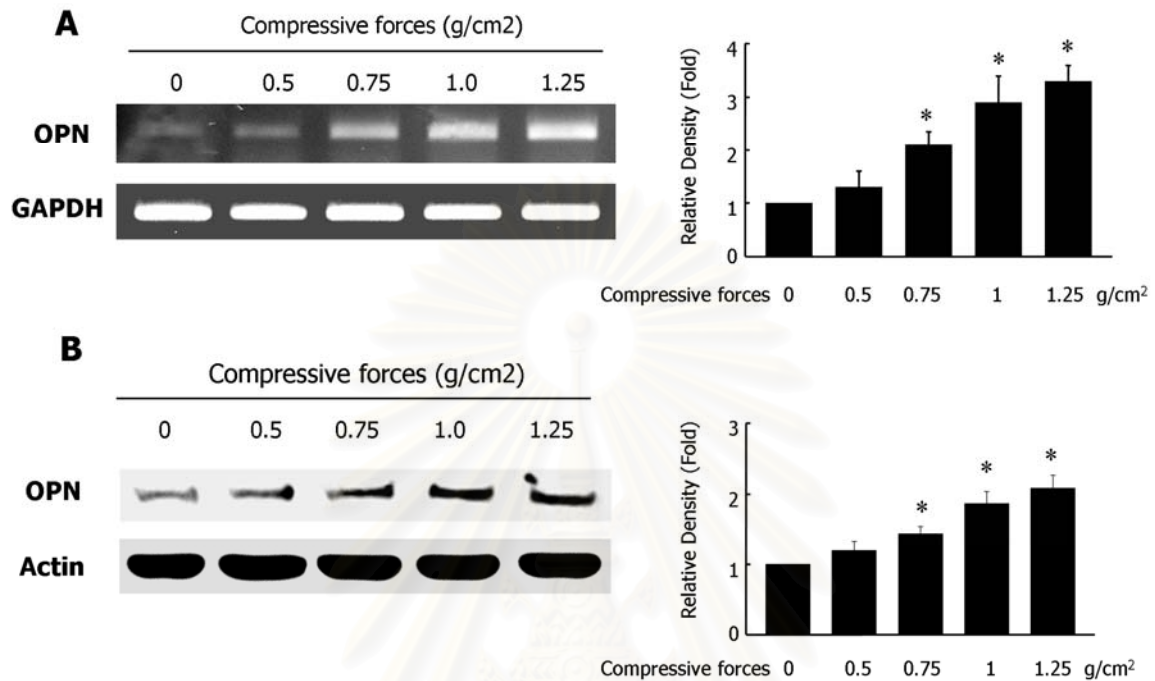 A
Compressive forces (g/cm2)
0 0.5 0.75 1.0 1.25
OPN
GAPDH
Relative Density (Fold)
4
3
2
1
0
* * *
Compressive forces 0 0.5 0.75 1 1.25 g/cm²
B
Compressive forces (g/cm2)
0 0.5 0.75 1.0 1.25
OPN
Actin
Relative Density (Fold)
3
2
1
0
* * *
Compressive forces 0 0.5 0.75 1 1.25 g/cm²